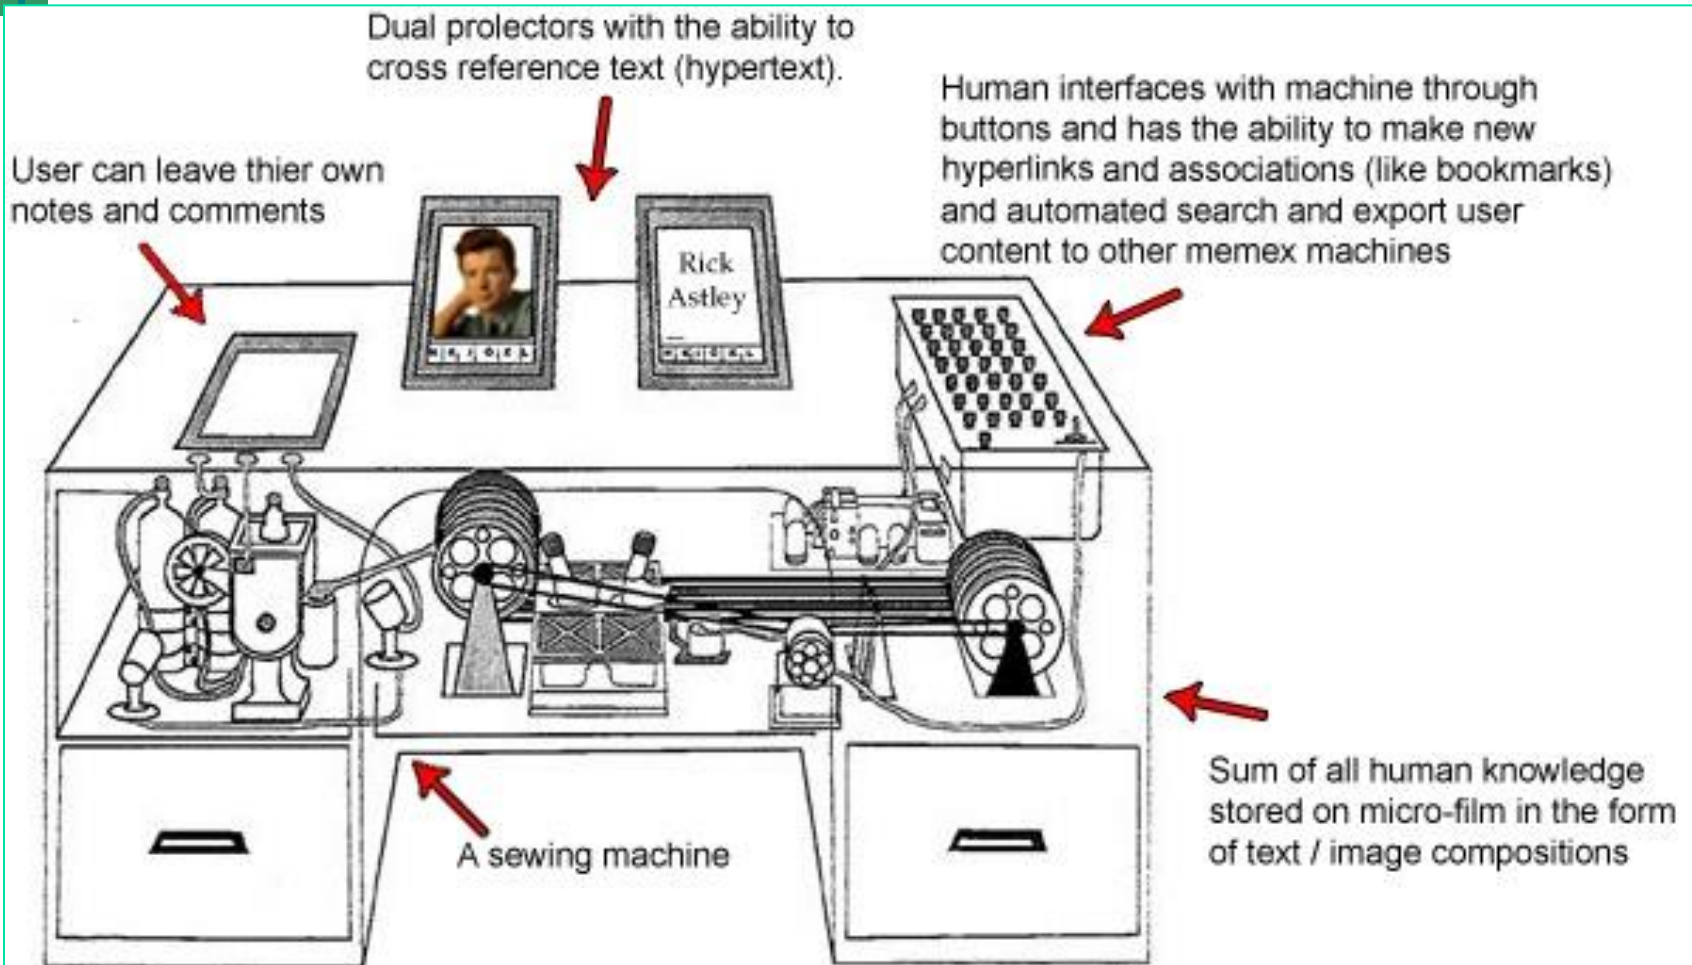 Dual prolectors with the ability to
cross reference text (hypertext).
Human interfaces with machine through
buttons and has the ability to make new
hyperlinks and associations (like bookmarks)
and automated search and export user
content to other memex machines
User can leave thier own
notes and comments
Rick
Astley
A sewing machine
Sum of all human knowledge
stored on micro-film in the form
of text / image compositions